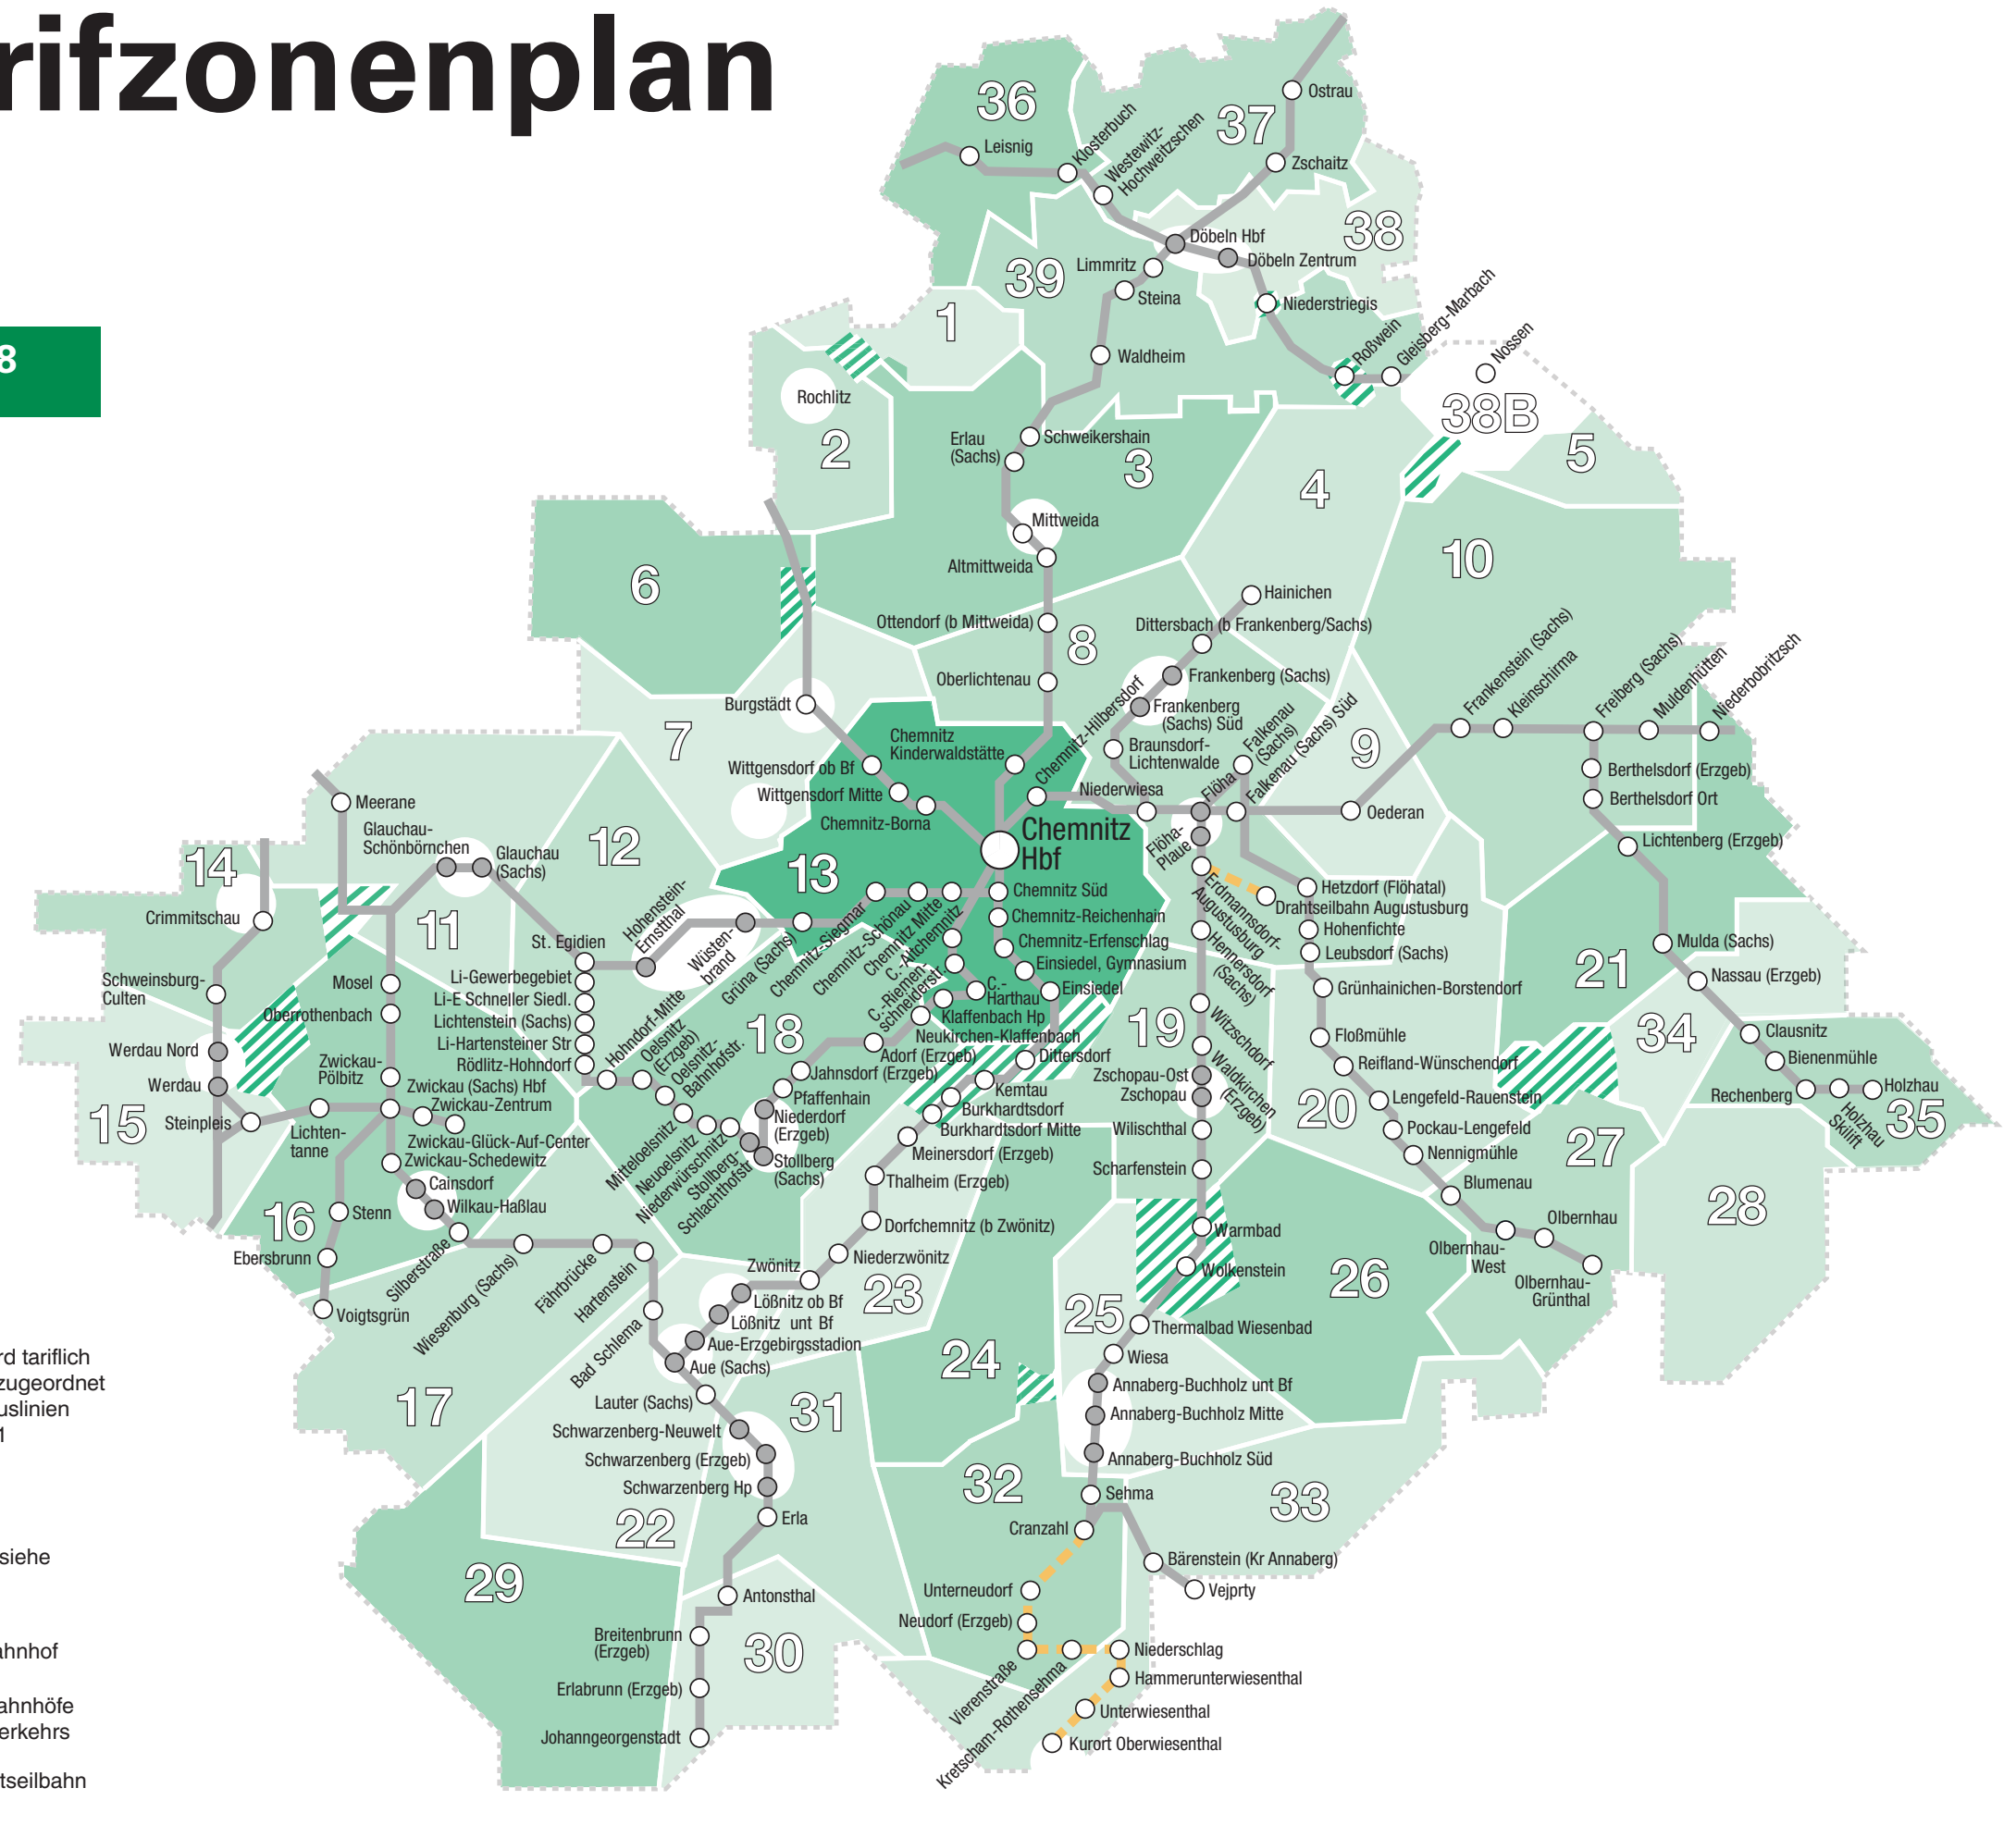 rifzonenplan
8
36
37
Ostrau
Leisnig
Klosterbuch
Westewitz-
Hochweitzschen
Zschaitz
38
Döbeln Hbf
Döbeln Zentrum
39
Limmritz
Steina
Niederstriegis
1
Waldheim
Roßwein
Gleisberg-Marbach
Nossen
38B
Rochlitz
2
Erlau
(Sachs)
Schweikershain
3
4
5
Mittweida
Altmittweida
6
10
Hainichen
Ottendorf (b Mittweida)
8
Dittersbach (b Frankenberg/Sachs)
Oberlichtenau
Frankenberg (Sachs)
Frankenberg
(Sachs) Süd
Chemnitz-Hilbersdorf
Braunsdorf-
Lichtenwalde
Falkenau
(Sachs)
Falkenau (Sachs) Süd
9
Frankenstein (Sachs)
Kleinschirma
Freiberg (Sachs)
Muldenhütten
Niederbobritzsch
Burgstädt
7
Chemnitz
Kinderwaldstätte
Wittgensdorf ob Bf
Wittgensdorf Mitte
Chemnitz-Borna
Niederwiesa
Flöha
Flöha-
Plaue
Oederan
Berthelsdorf (Erzgeb)
Berthelsdorf Ort
Lichtenberg (Erzgeb)
Chemnitz
Hbf
Meerane
Glauchau-
Schönbörnchen
Glauchau
(Sachs)
12
13
14
Crimmitschau
11
Hohenstein-
Ernstthal
Wüsten-
brand
Grüna (Sachs)
Chemnitz-Siegmar
Chemnitz-Schönau
Chemnitz Mitte
C.-Altchemnitz
C.-Riemen-
schneiderstr.
Chemnitz Süd
Chemnitz-Reichenhain
Chemnitz-Erfenschlag
Einsiedel, Gymnasium
Einsiedel
C.-
Harthau
Klaffenbach Hp
Neukirchen-Klaffenbach
Erdmannsdorf-
Augustusburg
Drahtseilbahn Augustusburg
Hetzdorf (Flöhatal)
Hohenfichte
Leubsdorf (Sachs)
Grünhainichen-Borstendorf
Hennersdorf
(Sachs)
Mulda (Sachs)
21
Nassau (Erzgeb)
St. Egidien
Li-Gewerbegebiet
Li-E Schneller Siedl.
Lichtenstein (Sachs)
Li-Hartensteiner Str
Rödlitz-Hohndorf
Schweinsburg-
Culten
Mosel
Oberrothenbach
Werdau Nord
Werdau
15
Steinpleis
Zwickau-
Pölbitz
Zwickau (Sachs) Hbf
Zwickau-Zentrum
Lichten-
tanne
Zwickau-Glück-Auf-Center
Zwickau-Schedewitz
Hohndorf-Mitte
Oelsnitz
(Erzgeb)
Oelsnitz-
Bahnhofstr.
18
Adorf (Erzgeb)
Jahnsdorf (Erzgeb)
Pfaffenhain
Niederdorf
(Erzgeb)
Stollberg
(Sachs)
Mitteloelsnitz
Neuoelsnitz
Niederwürschnitz
Stollberg-
Schlachthofstr.
Dittersdorf
Kemtau
Burkhardtsdorf
Burkhardtsdorf Mitte
Meinersdorf (Erzgeb)
Thalheim (Erzgeb)
Dorfchemnitz (b Zwönitz)
Niederzwönitz
Zwönitz
19
Witzschdorf
Waldkirchen
(Erzgeb)
Zschopau-Ost
Zschopau
Wilischthal
Scharfenstein
Floßmühle
Reifland-Wünschendorf
20
Lengefeld-Rauenstein
Pockau-Lengefeld
Nennigmühle
Blumenau
34
Clausnitz
Bienenmühle
Rechenberg
Holzhau
Holzhau
Skilift
35
27
28
Olbernhau
Olbernhau-
West
Olbernhau-
Grünthal
16
Stenn
Ebersbrunn
Voigtsgrün
Cainsdorf
Wilkau-Haßlau
Silberstraße
Wiesenburg (Sachs)
Fährbrücke
Hartenstein
Bad Schlema
17
Lößnitz ob Bf
Lößnitz unt Bf
Aue-Erzgebirgsstadion
Aue (Sachs)
23
Warmbad
Wolkenstein
26
25
Thermalbad Wiesenbad
Wiesa
24
Annaberg-Buchholz unt Bf
Annaberg-Buchholz Mitte
Annaberg-Buchholz Süd
Lauter (Sachs)
31
Schwarzenberg-Neuwelt
Schwarzenberg (Erzgeb)
Schwarzenberg Hp
Erla
22
32
Sehma
33
Cranzahl
Bärenstein (Kr Annaberg)
Vejprty
29
Antonsthal
Breitenbrunn
(Erzgeb)
30
Erlabrunn (Erzgeb)
Johanngeorgenstadt
Unterneudorf
Neudorf (Erzgeb)
Vierenstraße
Kretscham-Rothensehma
Niederschlag
Hammerunterwiesenthal
Unterwiesenthal
Kurort Oberwiesenthal
rd tariflich
zugeordnet
uslinien
1
siehe
ahnhof
ahnhöfe
erkehrs
tseilbahn